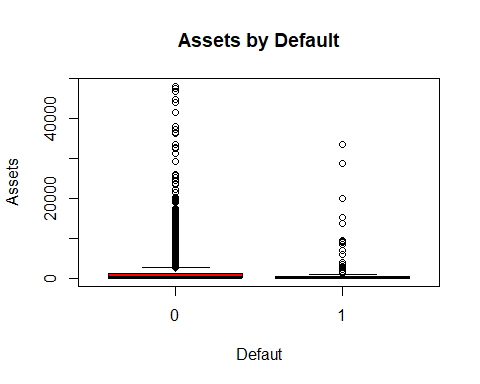 Assets by Default
Assets
40000
20000
0
0 1
Defaut